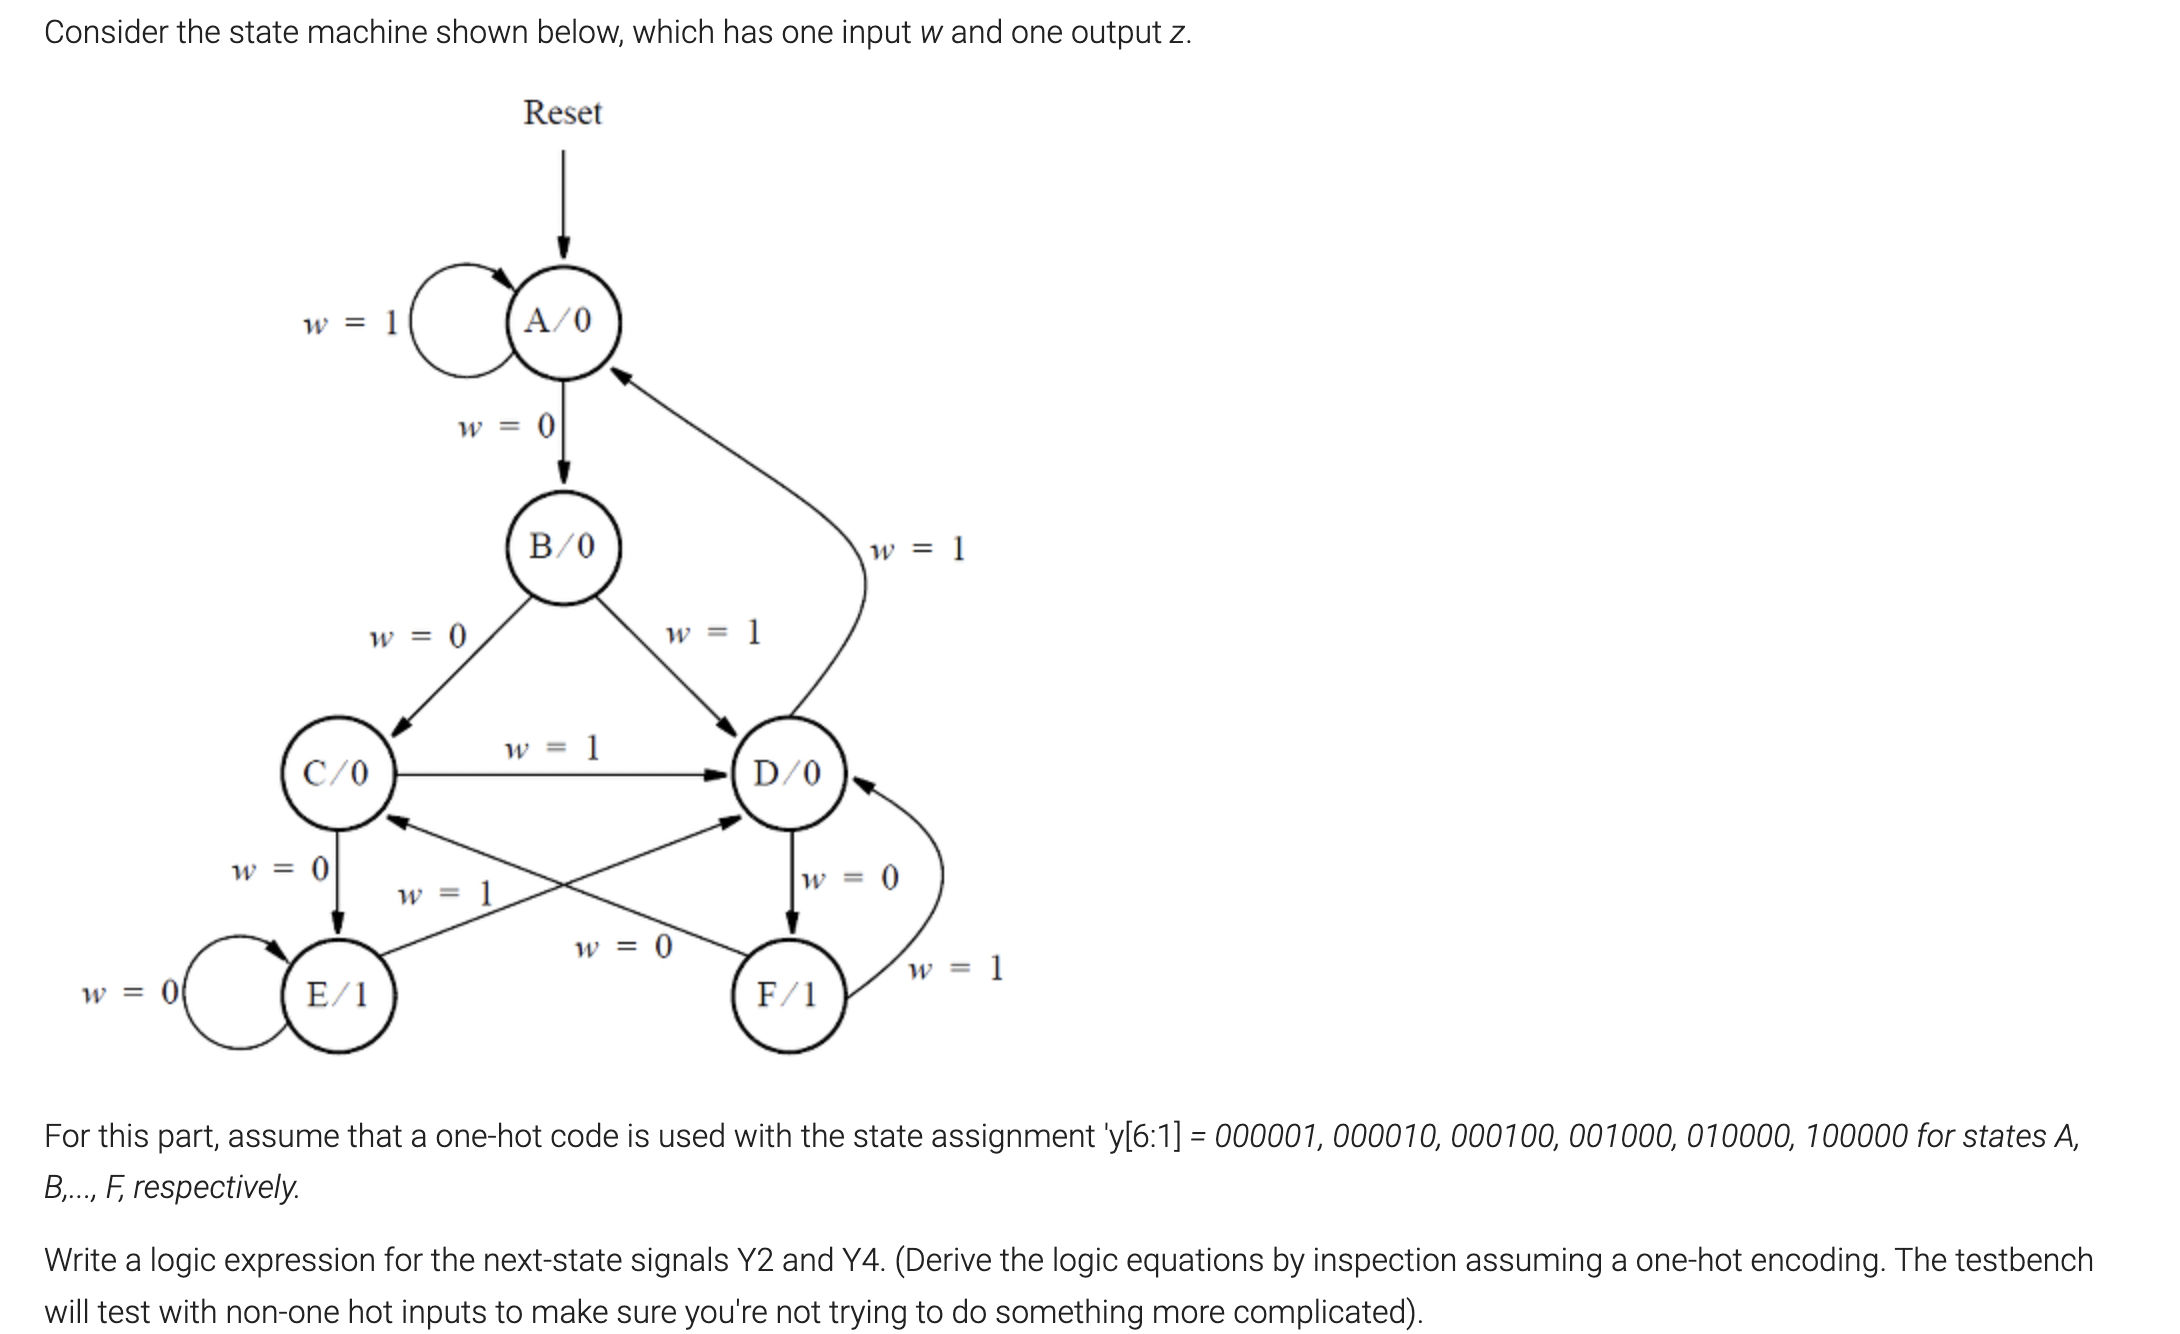 Consider the state machine shown below, which has one input w and one output z.
Reset
w = 1
A/0
w = 0
B/0
w = 1
w = 0
w = 1
w = 1
C/0
D/0
w = 0
w = 1
w = 0
w = 0
w = 1
w = 0
E/1
F/1
For this part, assume that a one-hot code is used with the state assignment 'y[6:1] = 000001, 000010, 000100, 001000, 010000, 100000 for states A,
B,..., F, respectively.
Write a logic expression for the next-state signals Y2 and Y4. (Derive the logic equations by inspection assuming a one-hot encoding. The testbench
will test with non-one hot inputs to make sure you're not trying to do something more complicated).